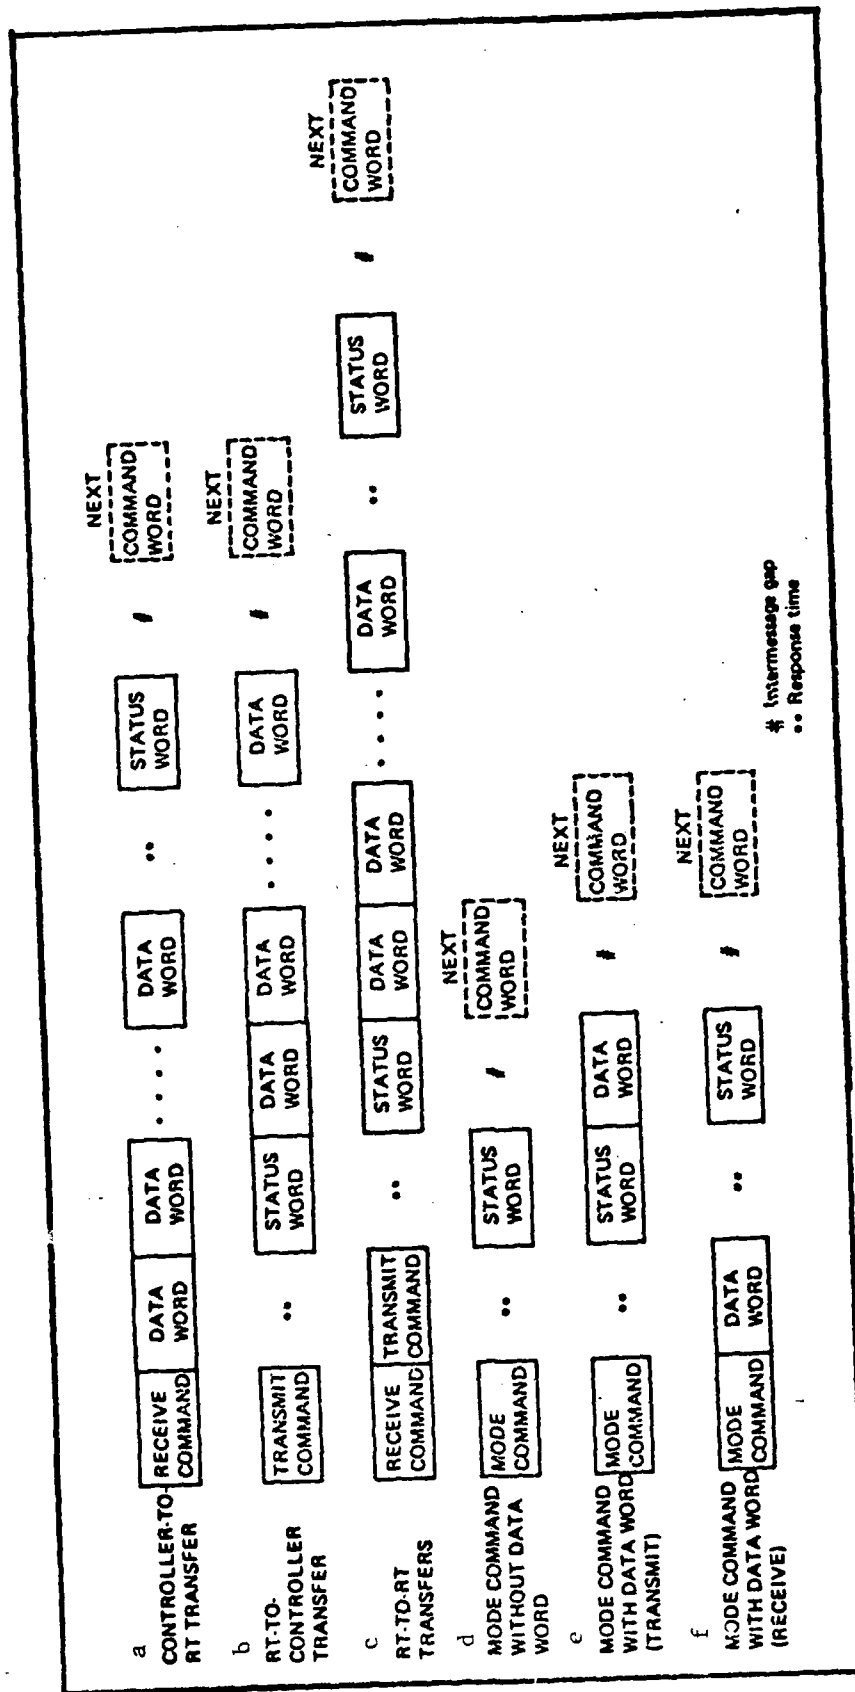 a
CONTROLLER-TO-
RT TRANSFER
RECEIVE
COMMAND
DATA
WORD
DATA
WORD
. . . . .
DATA
WORD
**
STATUS
WORD
#
NEXT
COMMAND
WORD
b
RT-TO-
CONTROLLER
TRANSFER
TRANSMIT
COMMAND
**
STATUS
WORD
DATA
WORD
DATA
WORD
. . . . .
DATA
WORD
#
NEXT
COMMAND
WORD
c
RT-TO-RT
TRANSFERS
RECEIVE
COMMAND
TRANSMIT
COMMAND
**
STATUS
WORD
DATA
WORD
DATA
WORD
. . . . .
DATA
WORD
**
STATUS
WORD
#
NEXT
COMMAND
WORD
d
MODE COMMAND
WITHOUT DATA
WORD
MODE
COMMAND
**
STATUS
WORD
#
NEXT
COMMAND
WORD
e
MODE COMMAND
WITH DATA WORD
(TRANSMIT)
MODE
COMMAND
**
STATUS
WORD
DATA
WORD
#
NEXT
COMMAND
WORD
f
MODE COMMAND
WITH DATA WORD
(RECEIVE)
MODE
COMMAND
DATA
WORD
**
STATUS
WORD
#
NEXT
COMMAND
WORD
# Intermessage gap
** Response time